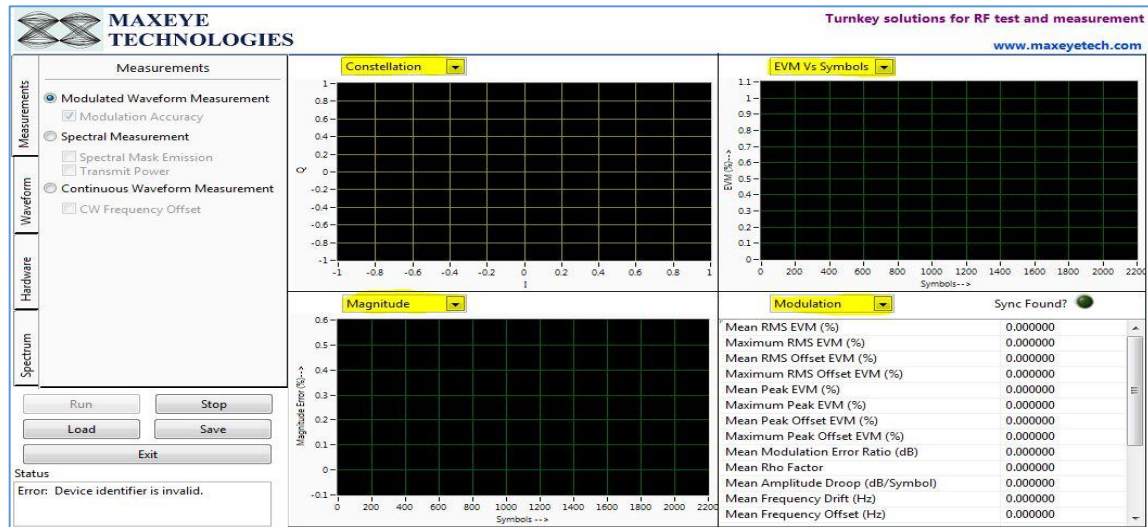 MAXEYE
TECHNOLOGIES
Turnkey solutions for RF test and measurement
www.maxeyetech.com
Measurements
Waveform
Hardware
Spectrum
Measurements
Modulated Waveform Measurement
Modulation Accuracy
Spectral Measurement
Spectral Mask Emission
Transmit Power
Continuous Waveform Measurement
CW Frequency Offset
Run
Stop
Load
Save
Exit
Status
Error: Device identifier is invalid.
Constellation
1
0.8
0.6
0.4
0.2
0
-0.2
-0.4
-0.6
-0.8
-1
Q
-1 -0.8 -0.6 -0.4 -0.2 0 0.2 0.4 0.6 0.8 1
I
EVM Vs Symbols
1.1
1
0.9
0.8
0.7
0.6
0.5
0.4
0.3
0.2
0.1
0
EVM (%)-->
0 200 400 600 800 1000 1200 1400 1600 1800 2000 2200
Symbols-->
Magnitude
0.6
0.5
0.4
0.3
0.2
0.1
0
-0.1
Magnitude Error (%)-->
0 200 400 600 800 1000 1200 1400 1600 1800 2000 2200
Symbols -->
Modulation
Sync Found?
Mean RMS EVM (%) 0.000000
Maximum RMS EVM (%) 0.000000
Mean RMS Offset EVM (%) 0.000000
Maximum RMS Offset EVM (%) 0.000000
Mean Peak EVM (%) 0.000000
Maximum Peak EVM (%) 0.000000
Mean Peak Offset EVM (%) 0.000000
Maximum Peak Offset EVM (%) 0.000000
Mean Modulation Error Ratio (dB) 0.000000
Mean Rho Factor 0.000000
Mean Amplitude Droop (dB/Symbol) 0.000000
Mean Frequency Drift (Hz) 0.000000
Mean Frequency Offset (Hz) 0.000000